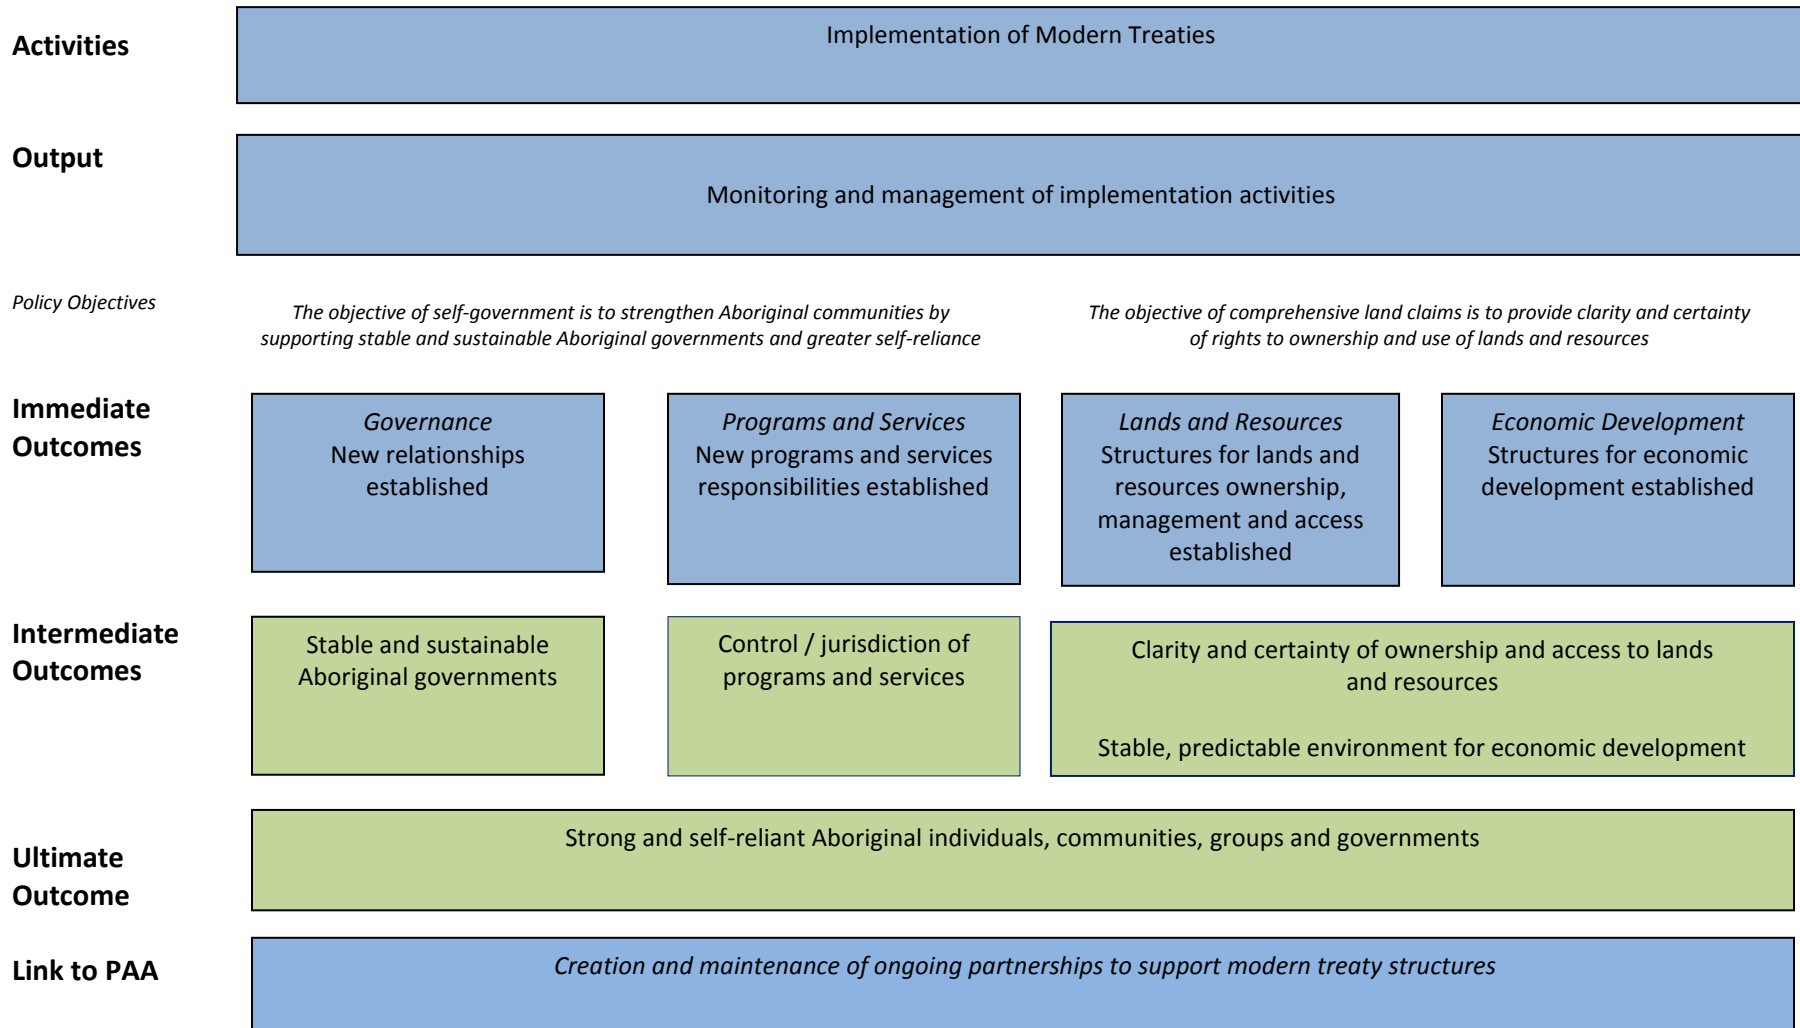 Activities
Implementation of Modern Treaties
Output
Monitoring and management of implementation activities
Policy Objectives
The objective of self-government is to strengthen Aboriginal communities by
supporting stable and sustainable Aboriginal governments and greater self-reliance
The objective of comprehensive land claims is to provide clarity and certainty
of rights to ownership and use of lands and resources
Immediate
Outcomes
Governance
New relationships
established
Programs and Services
New programs and services
responsibilities established
Lands and Resources
Structures for lands and
resources ownership,
management and access
established
Economic Development
Structures for economic
development established
Intermediate
Outcomes
Stable and sustainable
Aboriginal governments
Control / jurisdiction of
programs and services
Clarity and certainty of ownership and access to lands
and resources
Stable, predictable environment for economic development
Ultimate
Outcome
Strong and self-reliant Aboriginal individuals, communities, groups and governments
Link to PAA
Creation and maintenance of ongoing partnerships to support modern treaty structures